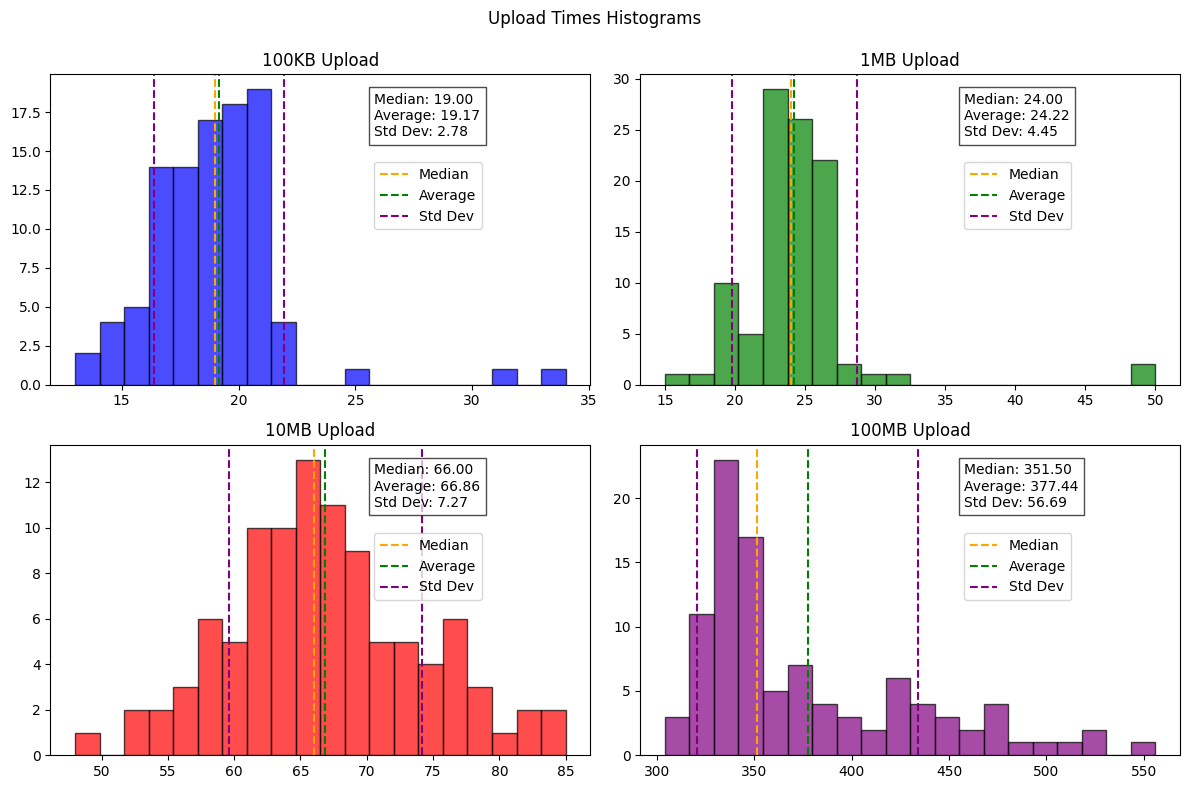 Upload Times Histograms
100KB Upload
17.5
15.0
12.5
10.0
7.5
5.0
2.5
0.0
15
20
25
30
35
Median: 19.00
Average: 19.17
Std Dev: 2.78
Median
Average
Std Dev
1MB Upload
30
25
20
15
10
5
0
15
20
25
30
35
40
45
50
Median: 24.00
Average: 24.22
Std Dev: 4.45
Median
Average
Std Dev
10MB Upload
12
10
8
6
4
2
0
50
55
60
65
70
75
80
85
Median: 66.00
Average: 66.86
Std Dev: 7.27
Median
Average
Std Dev
100MB Upload
20
15
10
5
0
300
350
400
450
500
550
Median: 351.50
Average: 377.44
Std Dev: 56.69
Median
Average
Std Dev